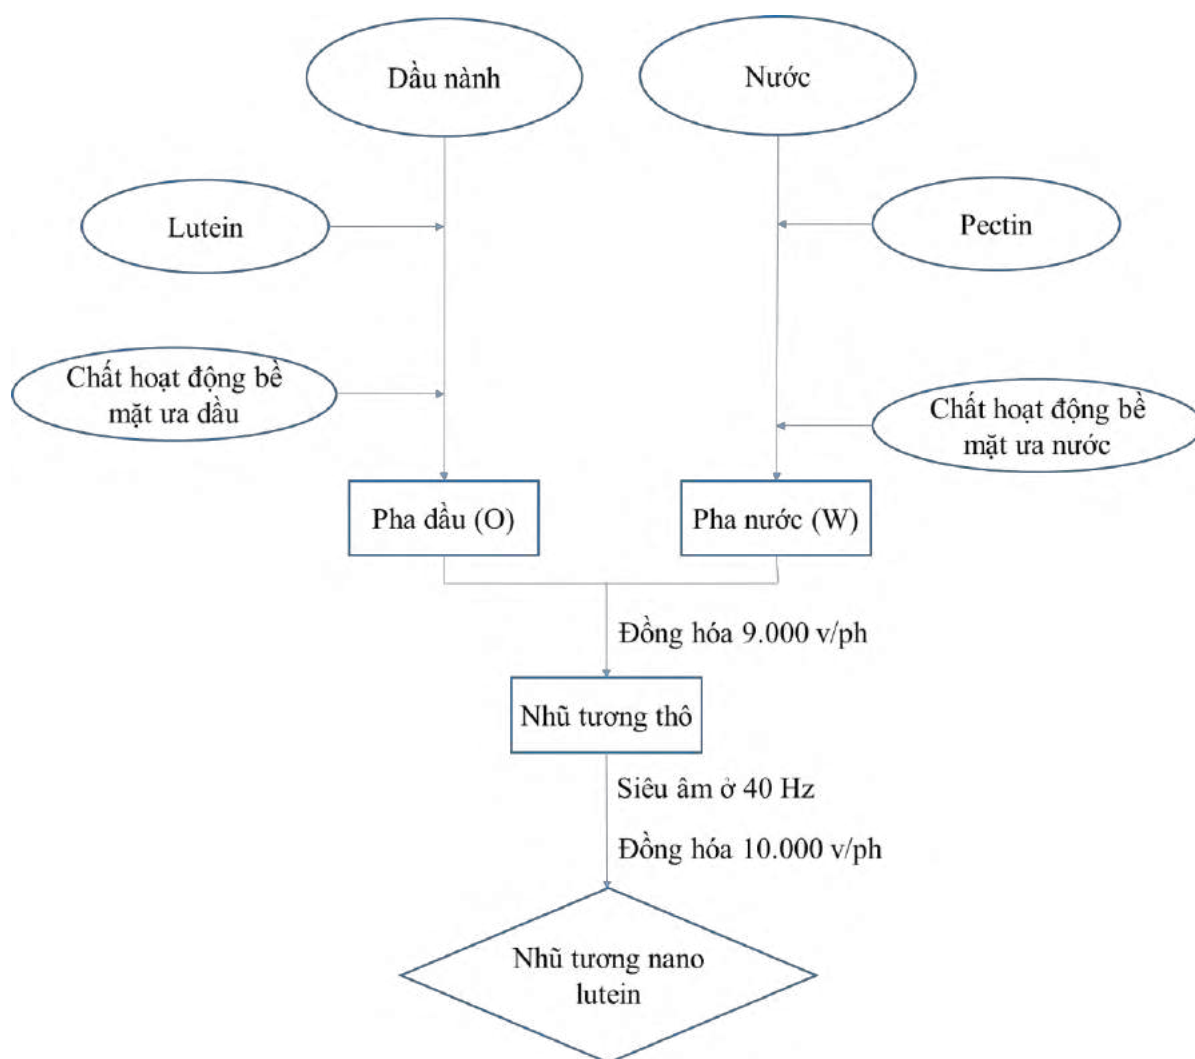 Dầu nành
Nước
Lutein
Pectin
Chất hoạt động bề
mặt ưa dầu
Chất hoạt động bề
mặt ưa nước
Pha dầu (O)
Pha nước (W)
Đồng hóa 9.000 v/ph
Nhũ tương thô
Siêu âm ở 40 Hz
Đồng hóa 10.000 v/ph
Nhũ tương nano
lutein